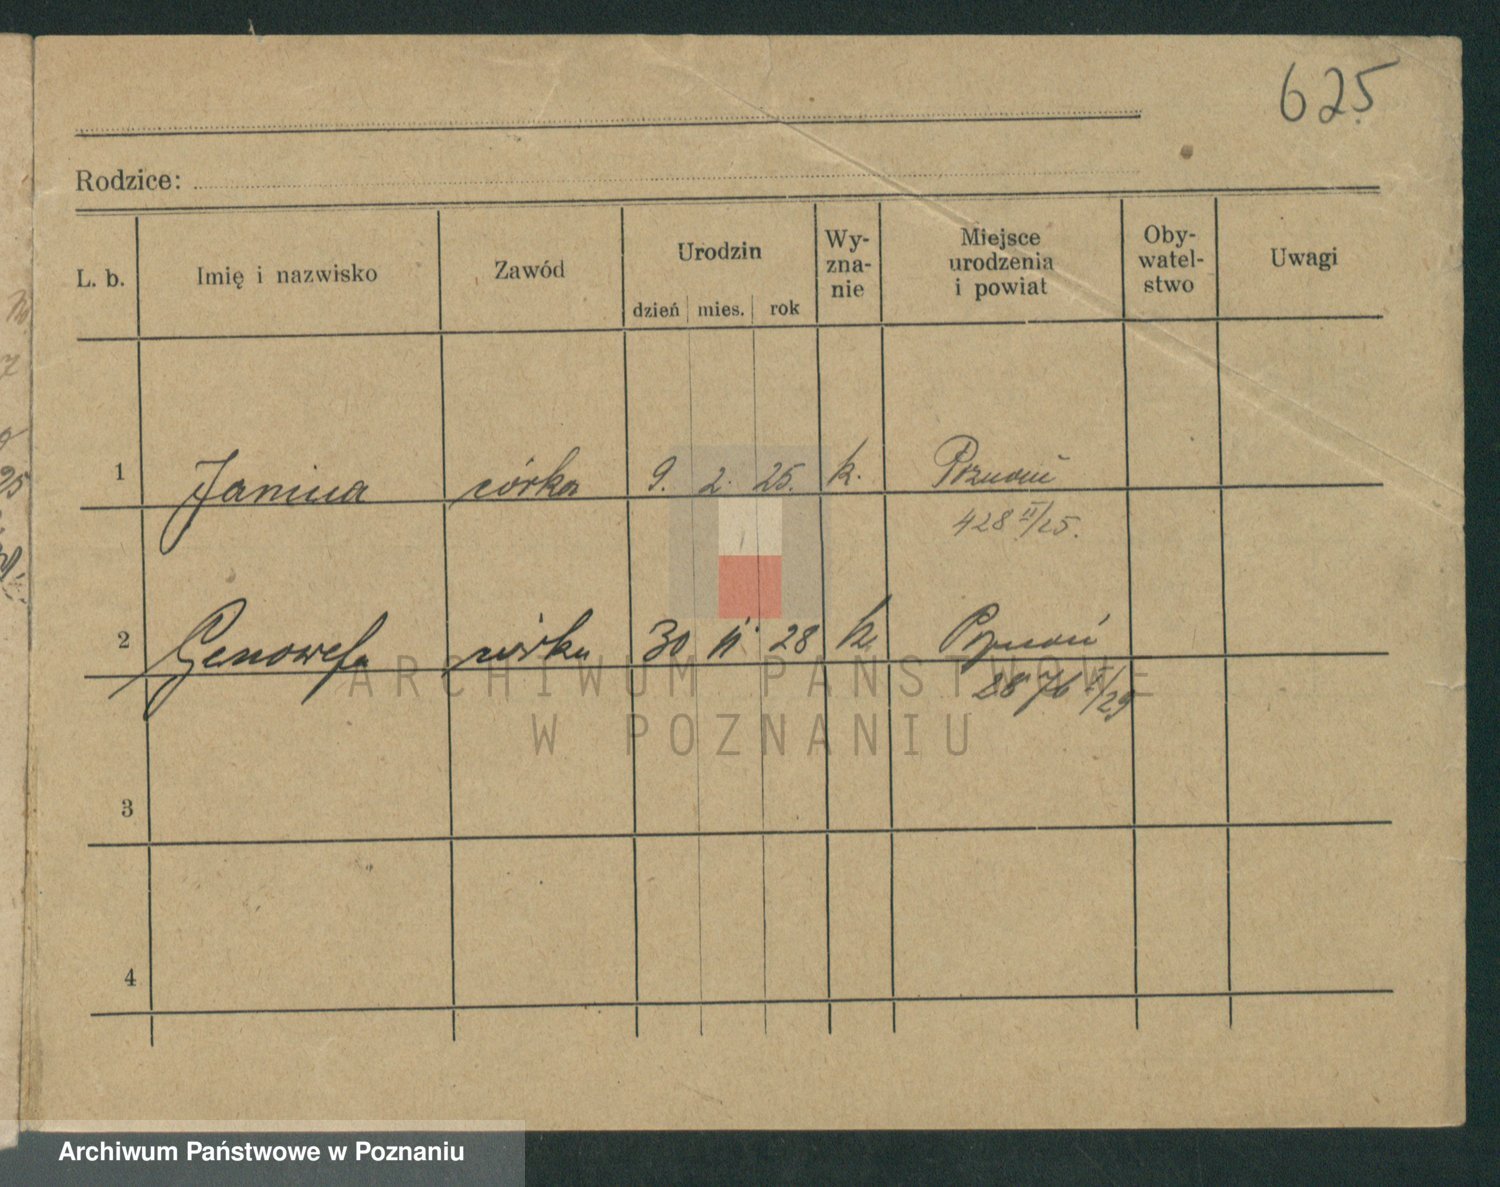 625
Rodzice:
L. b. Imię i nazwisko Zawód Urodzin Wy-zna-nie Miejsce urodzenia i powiat Oby-watel-stwo Uwagi
dzień mies. rok
1 Janina córka 9. 2. 25. k. Poznań
428 II/25.
2 Genowefa córka 30 11 28 k. Poznań
ARCHIWUM PAŃSTWOWE
W POZNANIU
3
4
Archiwum Państwowe w Poznaniu